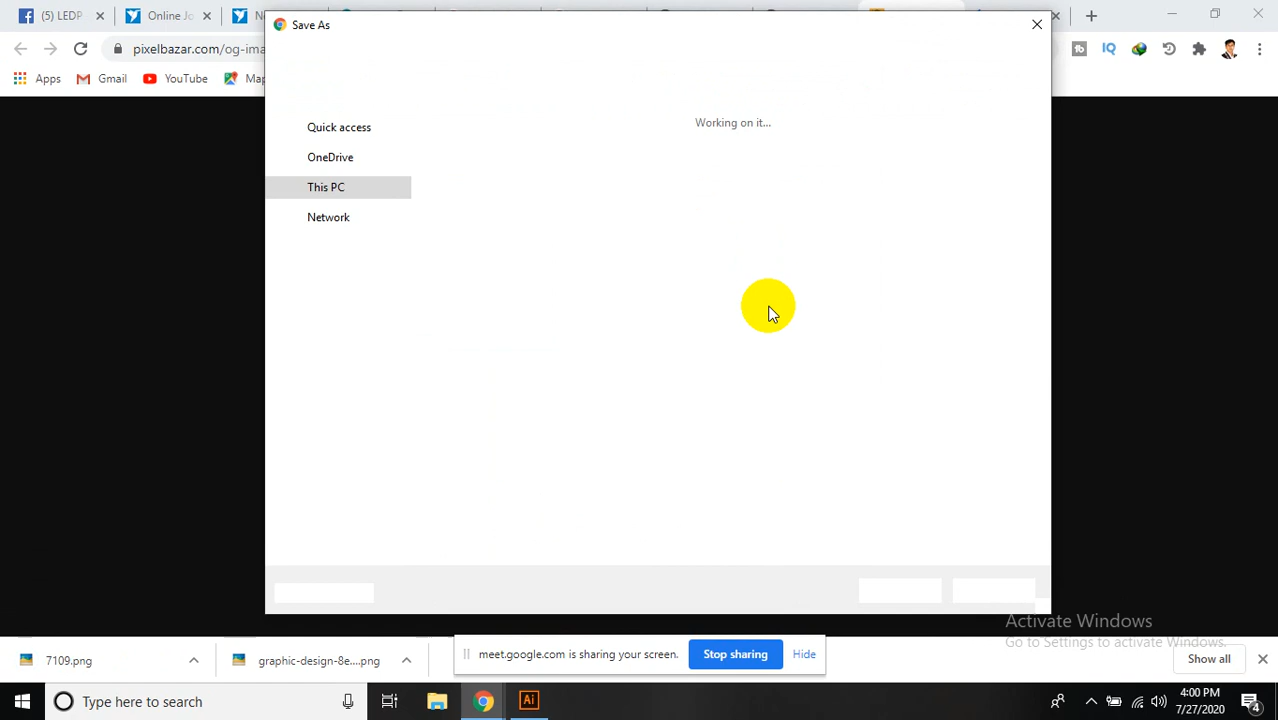 (5) LEDP
Online Jo
N
Save As
pixelbazar.com/og-ima
IQ
Apps
Gmail
YouTube
Map
Quick access
Working on it...
OneDrive
This PC
Network
Activate Windows
Go to Settings to activate Windows.
7109.png
graphic-design-8e....png
meet.google.com is sharing your screen.
Stop sharing
Hide
Show all
Type here to search
Ai
4:00 PM
7/27/2020
4